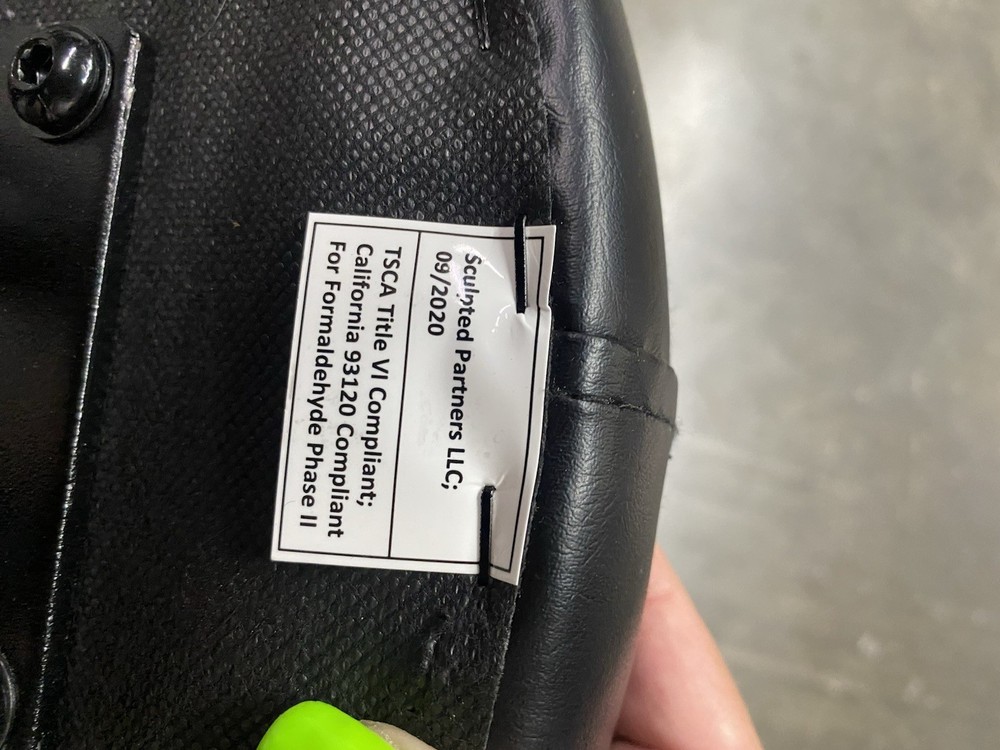 Sculpted Partners LLC;
09/2020
TSCA Title VI Compliant;
California 93120 Compliant
For Formaldehyde Phase II